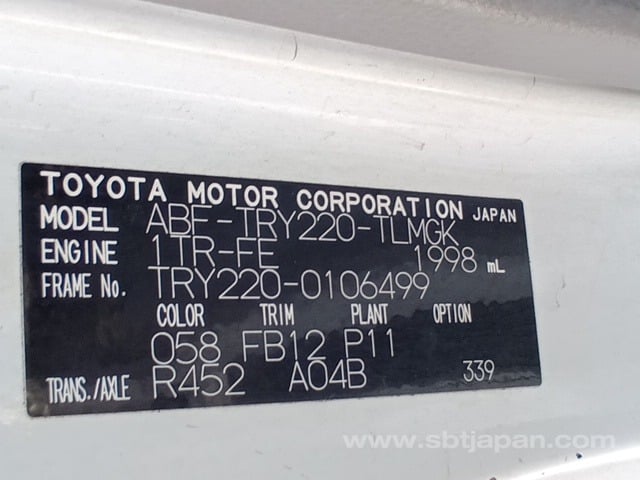 TOYOTA MOTOR CORPORATION JAPAN
MODEL ABF-TRY220-TLMGK
ENGINE 1TR-FE 1998 mL
FRAME No. TRY220-0106499
COLOR TRIM PLANT OPTION
058 FB12 P11
TRANS./AXLE R452 A04B 339
www.sbtjapan.com